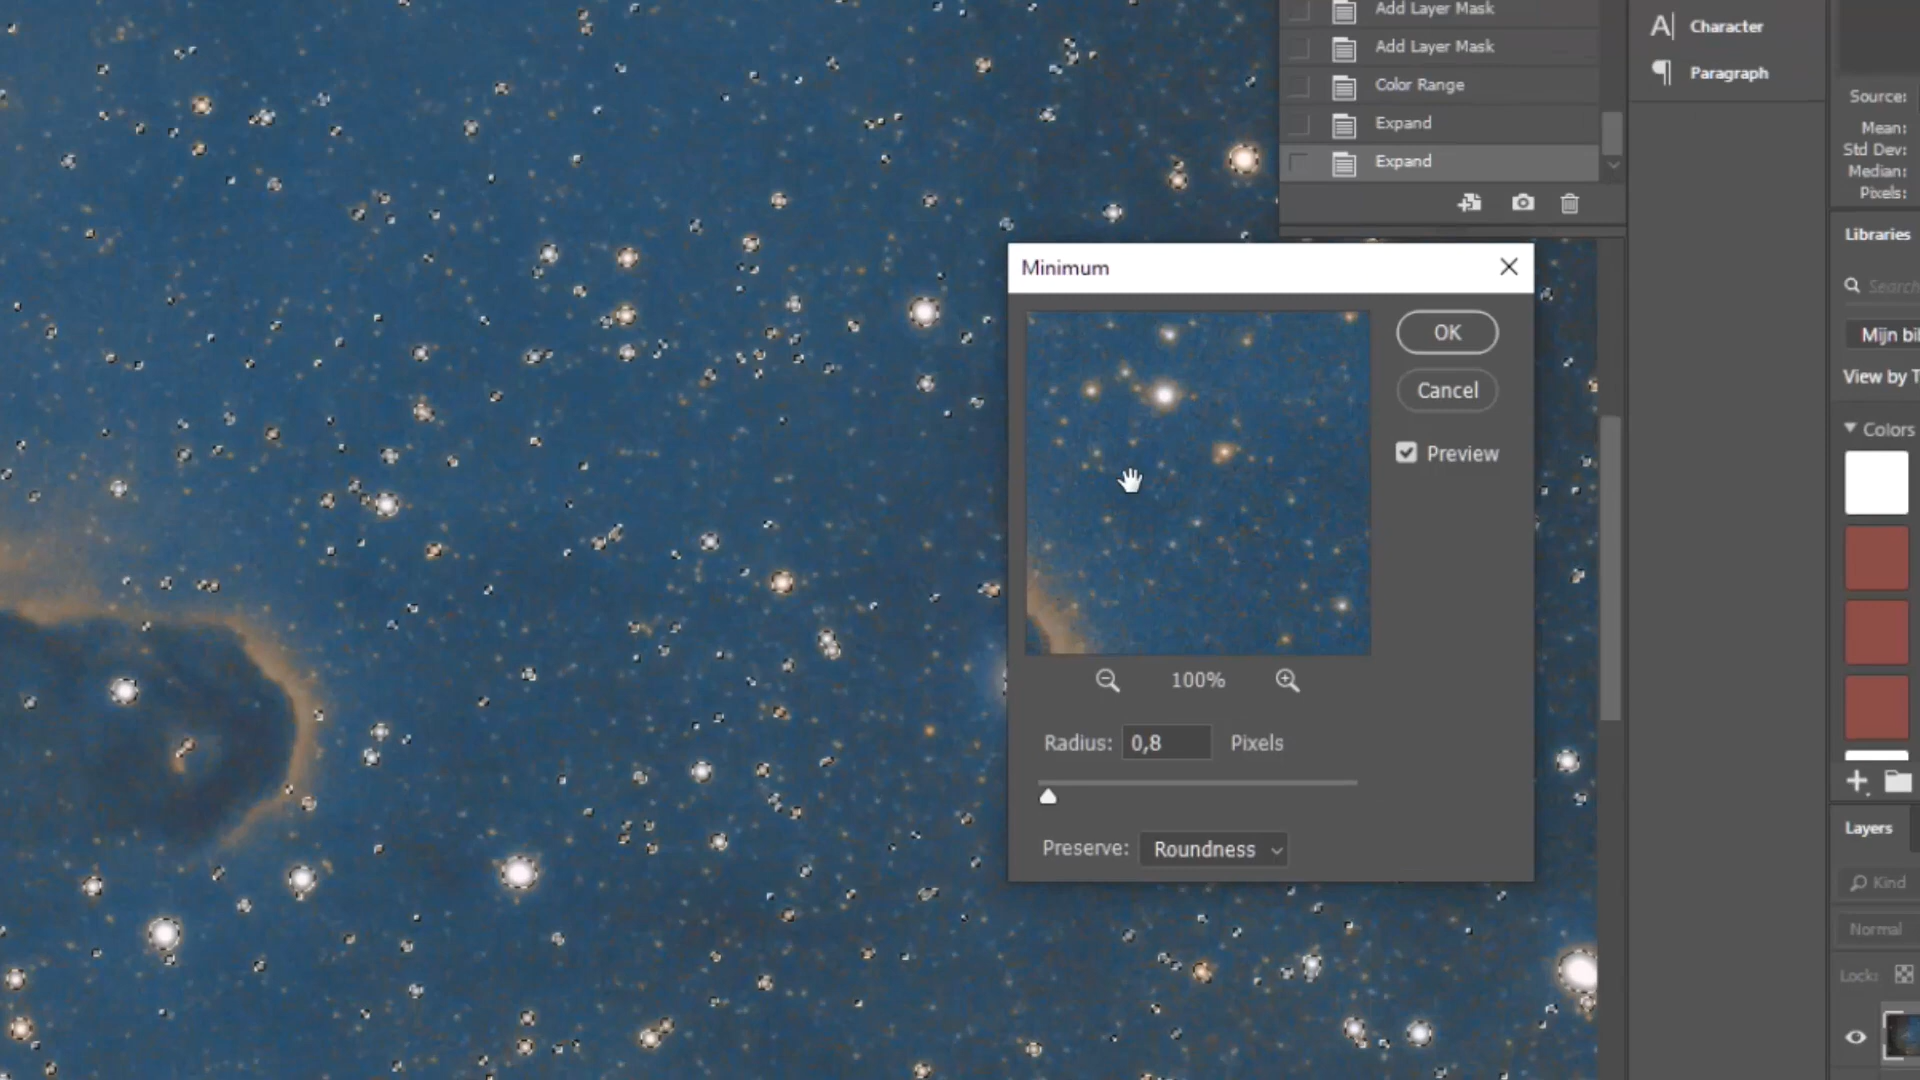 Add Layer Mask
Add Layer Mask
Color Range
Expand
Expand
Character
Paragraph
Source:
Mean:
Std Dev:
Median:
Pixels:
Libraries
Search
Mijn bi
View by T
Colors
Minimum
OK
Cancel
Preview
100%
Radius: 0,8 Pixels
Preserve: Roundness
Layers
Kind
Normal
Lock: